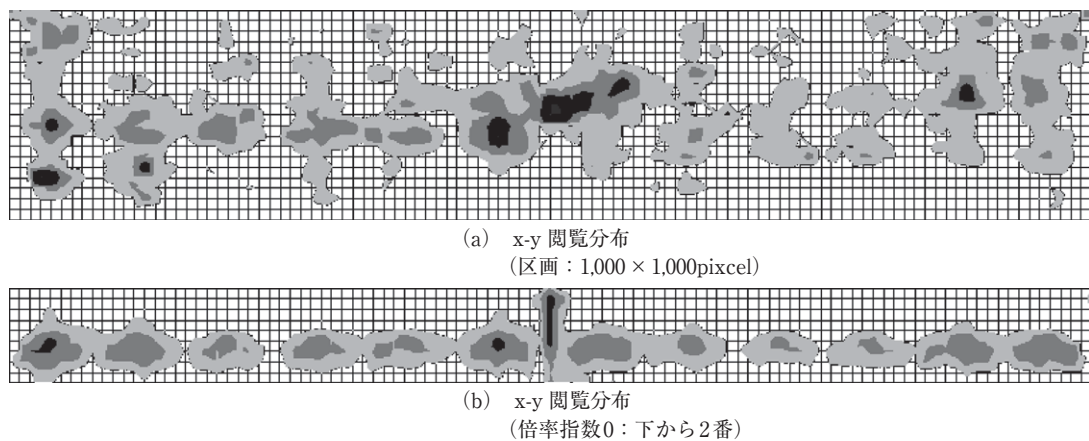 (a) x-y 閲覧分布
(区画：1,000 × 1,000pixcel)
(b) x-y 閲覧分布
(倍率指数0：下から2番)